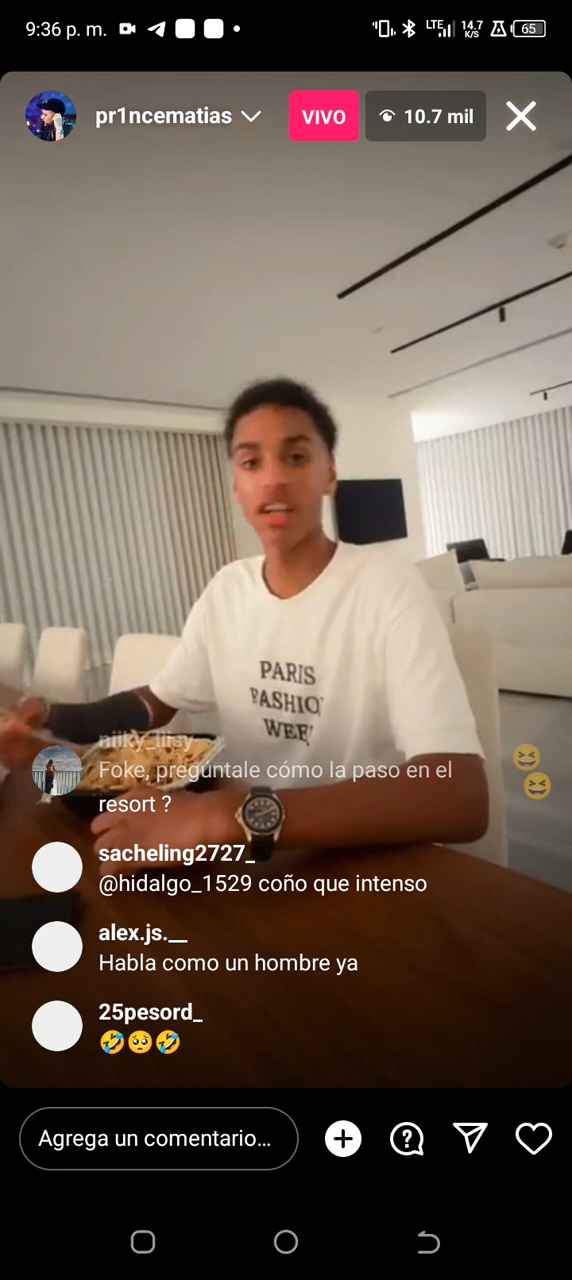 9:36 p. m.
LTE
14.7
K/S
65
pr1ncematias
VIVO
10.7 mil
PARIS
FASHIO
WEE
niiky_liisy
Foke, pregúntale cómo la paso en el
resort ?
sacheling2727_
@hidalgo_1529 coño que intenso
alex.js.__
Habla como un hombre ya
25pesord_
🤣🥺🤣
Agrega un comentario...